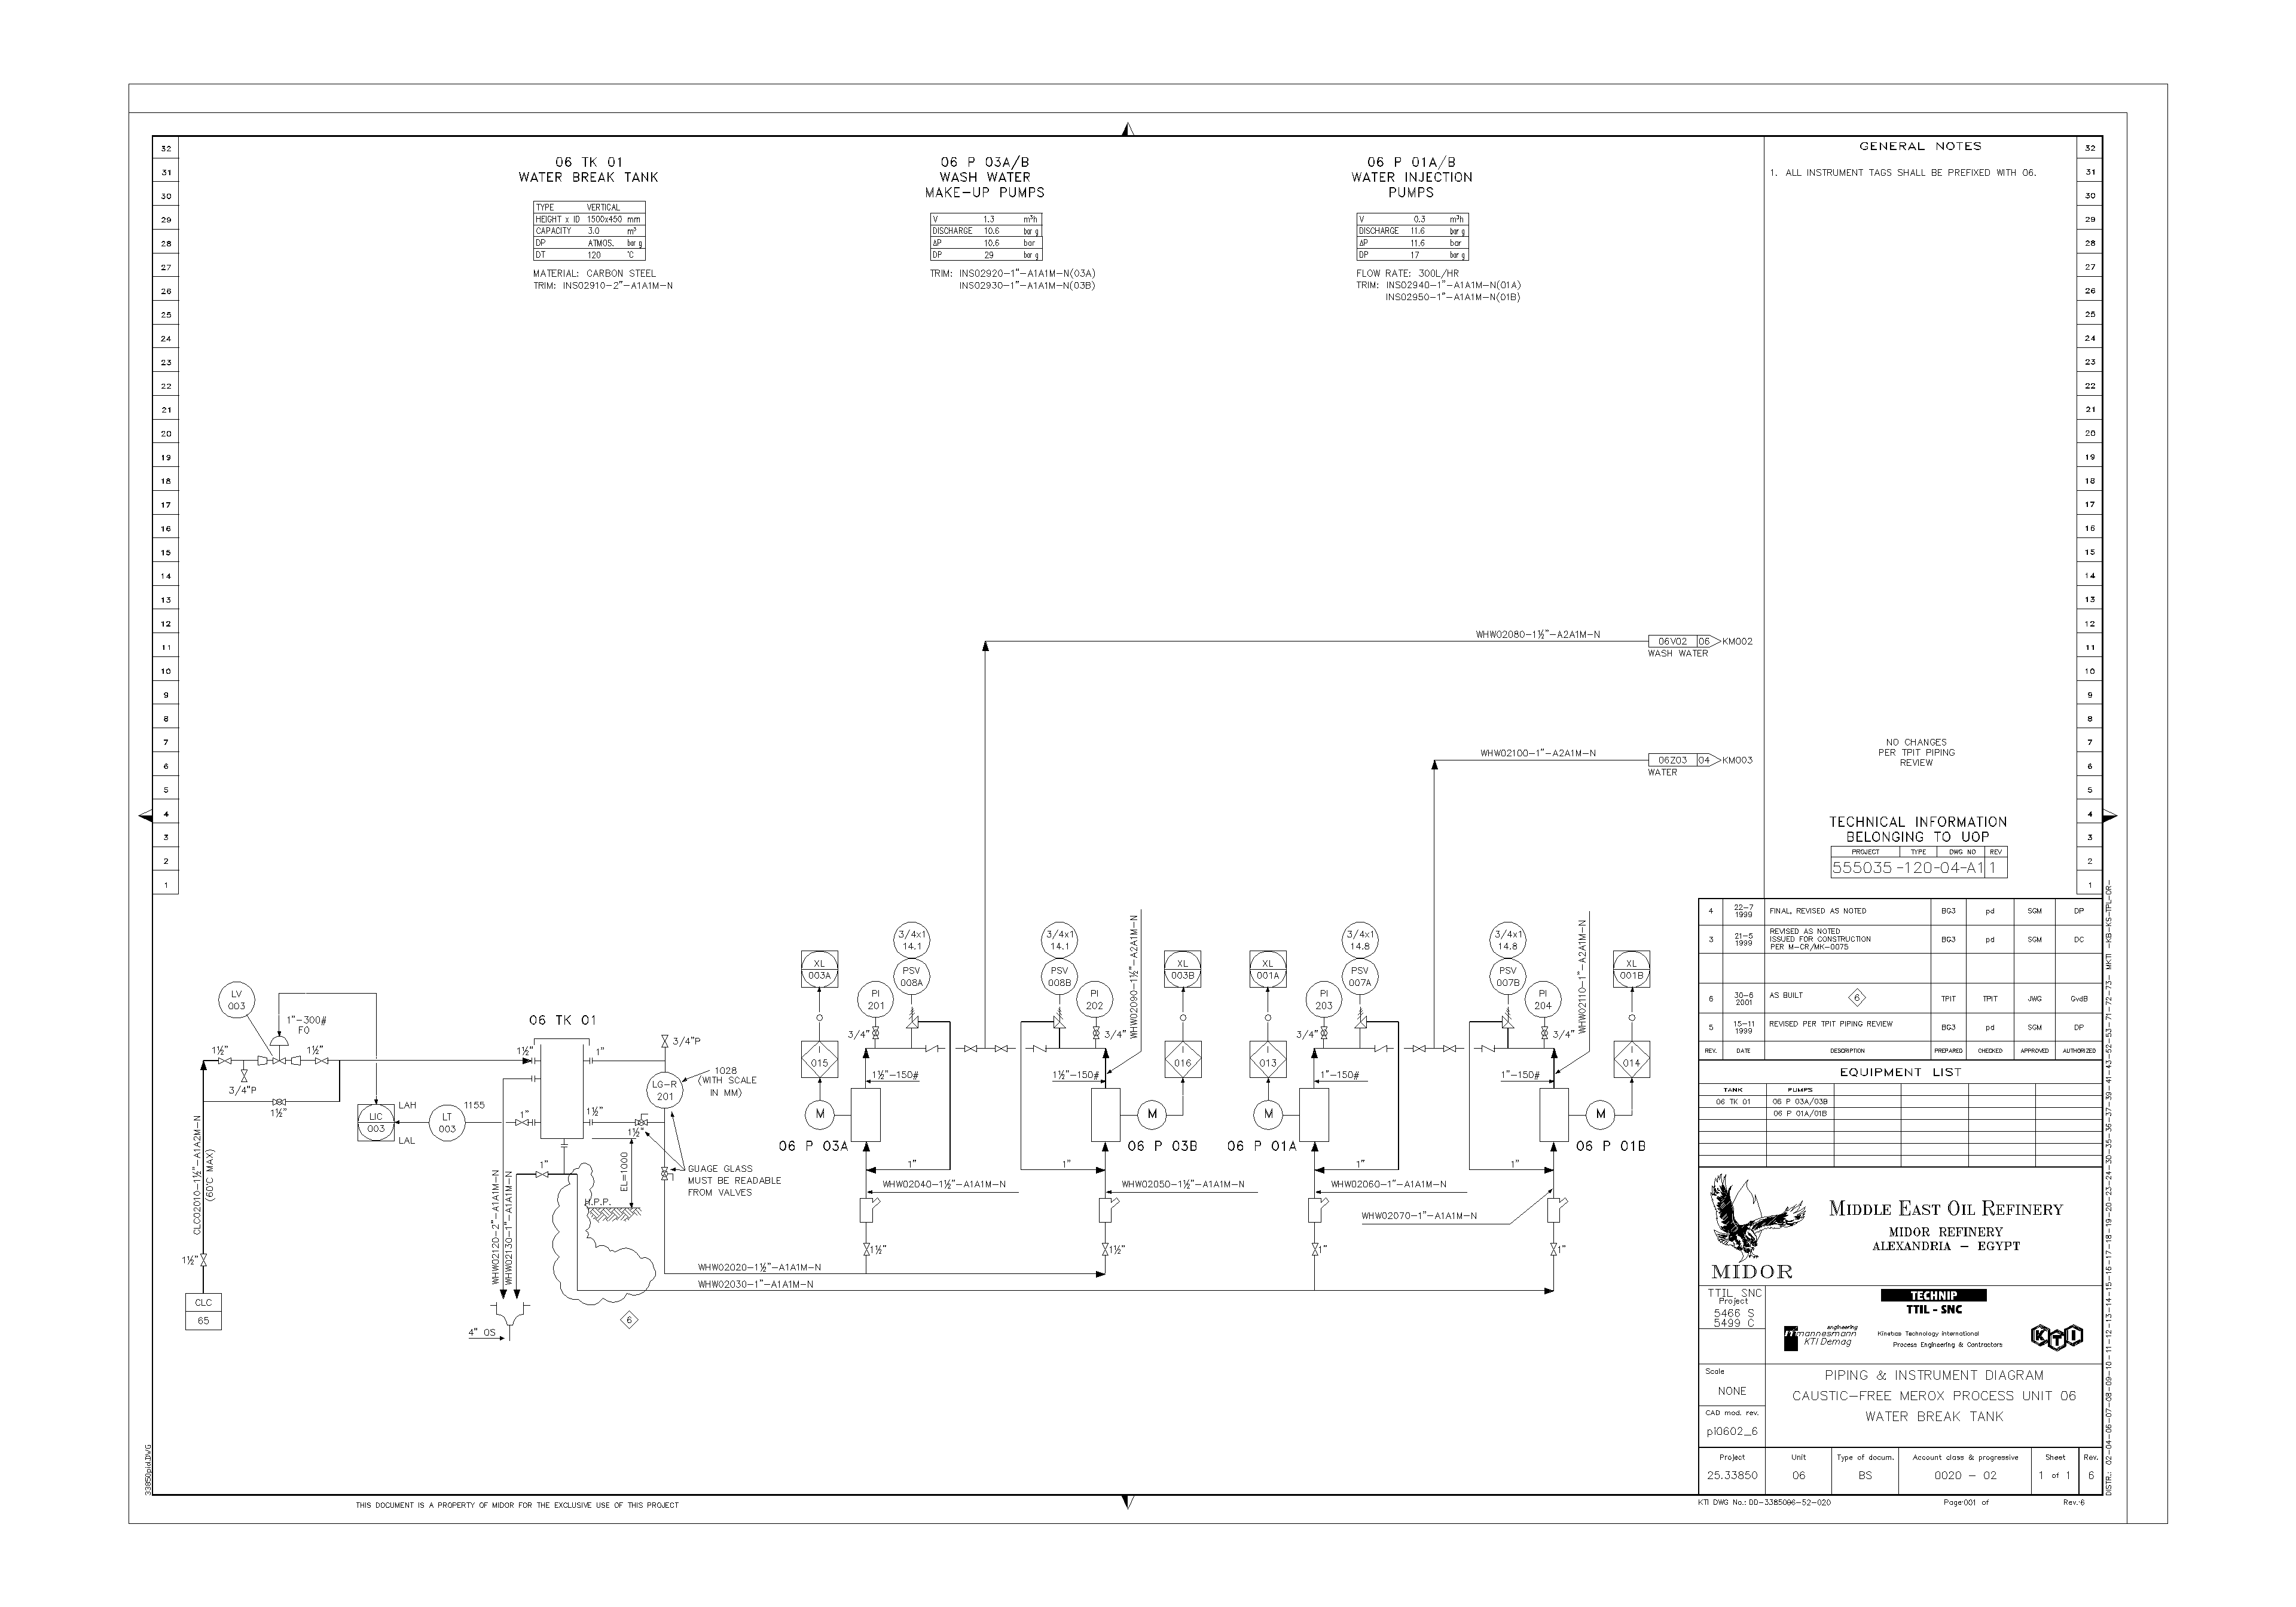 32
31
30
29
28
27
26
25
24
23
22
21
20
19
18
17
16
15
14
13
12
11
10
9
8
7
6
5
4
3
2
1
06 TK 01
WATER BREAK TANK
TYPE VERTICAL
HEIGHT x ID 1500x450 mm
CAPACITY 3.0 m³
DP ATMOS. bar g
DT 120 °C
MATERIAL: CARBON STEEL
TRIM: INS02910-2"-A1A1M-N
06 P 03A/B
WASH WATER
MAKE-UP PUMPS
V 1.3 m³h
DISCHARGE 10.6 bar g
ΔP 10.6 bar
DP 29 bar g
TRIM: INS02920-1"-A1A1M-N(03A)
INS02930-1"-A1A1M-N(03B)
06 P 01A/B
WATER INJECTION
PUMPS
V 0.3 m³h
DISCHARGE 11.6 bar g
ΔP 11.6 bar
DP 17 bar g
FLOW RATE: 300L/HR
TRIM: INS02940-1"-A1A1M-N(01A)
INS02950-1"-A1A1M-N(01B)
GENERAL NOTES
1. ALL INSTRUMENT TAGS SHALL BE PREFIXED WITH 06.
32
31
30
29
28
27
26
25
24
23
22
21
20
19
18
17
16
15
14
13
12
11
10
9
8
7
6
5
4
3
2
1
WHW02080-1½"-A2A1M-N
06V02 06 KM002
WASH WATER
WHW02100-1"-A2A1M-N
06Z03 04 KM003
WATER
NO CHANGES
PER TPIT PIPING
REVIEW
TECHNICAL INFORMATION
BELONGING TO UOP
PROJECT TYPE DWG NO REV
555035 -120-04-A1 1
LV
003
1"-300#
FO
1½"
1½"
3/4"P
1½"
CLC02010-1½"-A1A2M-N
(60°C MAX)
1½"
CLC
65
LAH
LIC
003
LAL
1155
LT
003
06 TK 01
1½"
1"
1"
1½"
1½"
1"
3/4"P
LG-R
201
1028
(WITH SCALE
IN MM)
GUAGE GLASS
MUST BE READABLE
FROM VALVES
EL=1000
H.P.P.
WHW02120-2"-A1A1M-N
WHW02130-1"-A1A1M-N
4" OS
6
WHW02020-1½"-A1A1M-N
WHW02030-1"-A1A1M-N
XL
003A
I
015
M
06 P 03A
PI
201
3/4"
3/4x1
14.1
PSV
008A
1½"-150#
1"
WHW02040-1½"-A1A1M-N
1½"
3/4x1
14.1
PSV
008B
PI
202
3/4"
1½"-150#
WHW02090-1½"-A2A1M-N
XL
003B
I
016
M
06 P 03B
1"
WHW02050-1½"-A1A1M-N
1½"
XL
001A
I
013
M
06 P 01A
PI
203
3/4"
3/4x1
14.8
PSV
007A
1"-150#
1"
WHW02060-1"-A1A1M-N
1"
3/4x1
14.8
PSV
007B
PI
204
3/4"
1"-150#
WHW02110-1"-A2A1M-N
XL
001B
I
014
M
06 P 01B
1"
WHW02070-1"-A1A1M-N
1"
4 22-7 1999 FINAL, REVISED AS NOTED BG3 pd SGM DP
3 21-5 1999 REVISED AS NOTED
ISSUED FOR CONSTRUCTION
PER M-CR/MK-0075 BG3 pd SGM DC
6 30-6 2001 AS BUILT 6 TPIT TPIT JWG GvdB
5 15-11 1999 REVISED PER TPIT PIPING REVIEW BG3 pd SGM DP
REV. DATE DESCRIPTION PREPARED CHECKED APPROVED AUTHORIZED
EQUIPMENT LIST
TANK PUMPS
06 TK 01 06 P 03A/03B
06 P 01A/01B
MIDOR
MIDDLE EAST OIL REFINERY
MIDOR REFINERY
ALEXANDRIA - EGYPT
TTIL SNC
Project
5466 S
5499 C
TECHNIP
TTIL - SNC
engineering
mannesmann
KTI Demag
Kinetics Technology International
Process Engineering & Contractors
KTI
Scale
NONE
CAD mod. rev.
pi0602_6
PIPING & INSTRUMENT DIAGRAM
CAUSTIC-FREE MEROX PROCESS UNIT 06
WATER BREAK TANK
Project Unit Type of docum. Account class & progressive Sheet Rev.
25.33850 06 BS 0020 - 02 1 of 1 6
33850pid.DWG
THIS DOCUMENT IS A PROPERTY OF MIDOR FOR THE EXCLUSIVE USE OF THIS PROJECT
KTI DWG No.: DD-3385006-52-020 Page:001 of Rev.:6